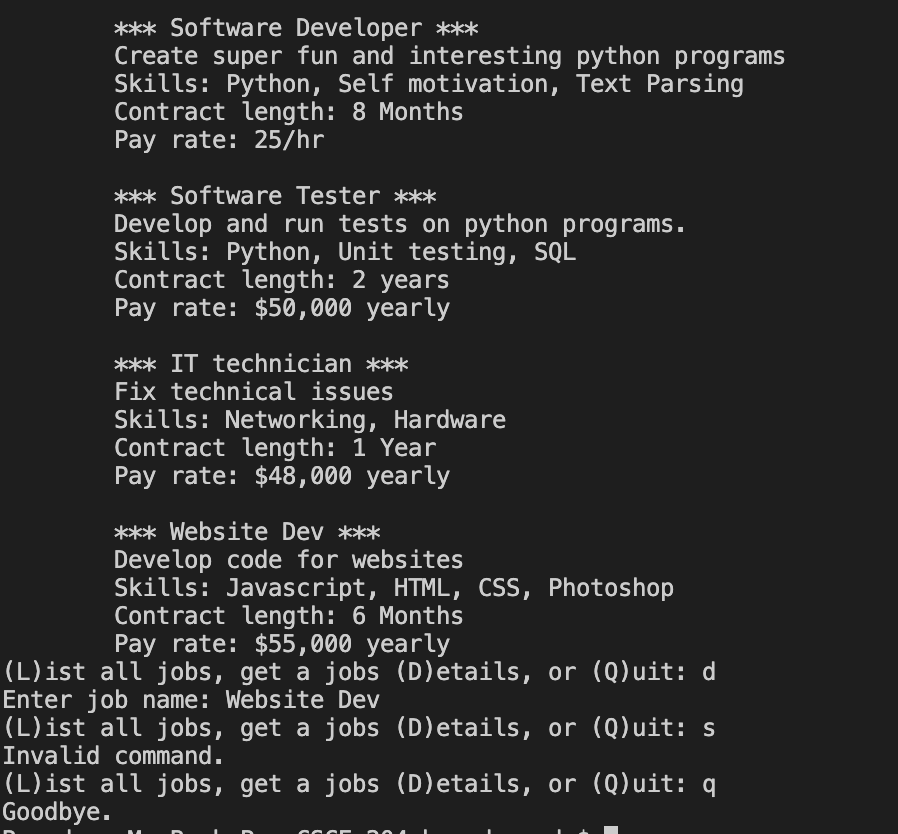 *** Software Developer ***
Create super fun and interesting python programs
Skills: Python, Self motivation, Text Parsing
Contract length: 8 Months
Pay rate: 25/hr
*** Software Tester ***
Develop and run tests on python programs.
Skills: Python, Unit testing, SQL
Contract length: 2 years
Pay rate: $50,000 yearly
*** IT technician ***
Fix technical issues
Skills: Networking, Hardware
Contract length: 1 Year
Pay rate: $48,000 yearly
*** Website Dev ***
Develop code for websites
Skills: Javascript, HTML, CSS, Photoshop
Contract length: 6 Months
Pay rate: $55,000 yearly
(L)ist all jobs, get a jobs (D)etails, or (Q)uit: d
Enter job name: Website Dev
(L)ist all jobs, get a jobs (D)etails, or (Q)uit: s
Invalid command.
(L)ist all jobs, get a jobs (D)etails, or (Q)uit: q
Goodbye.